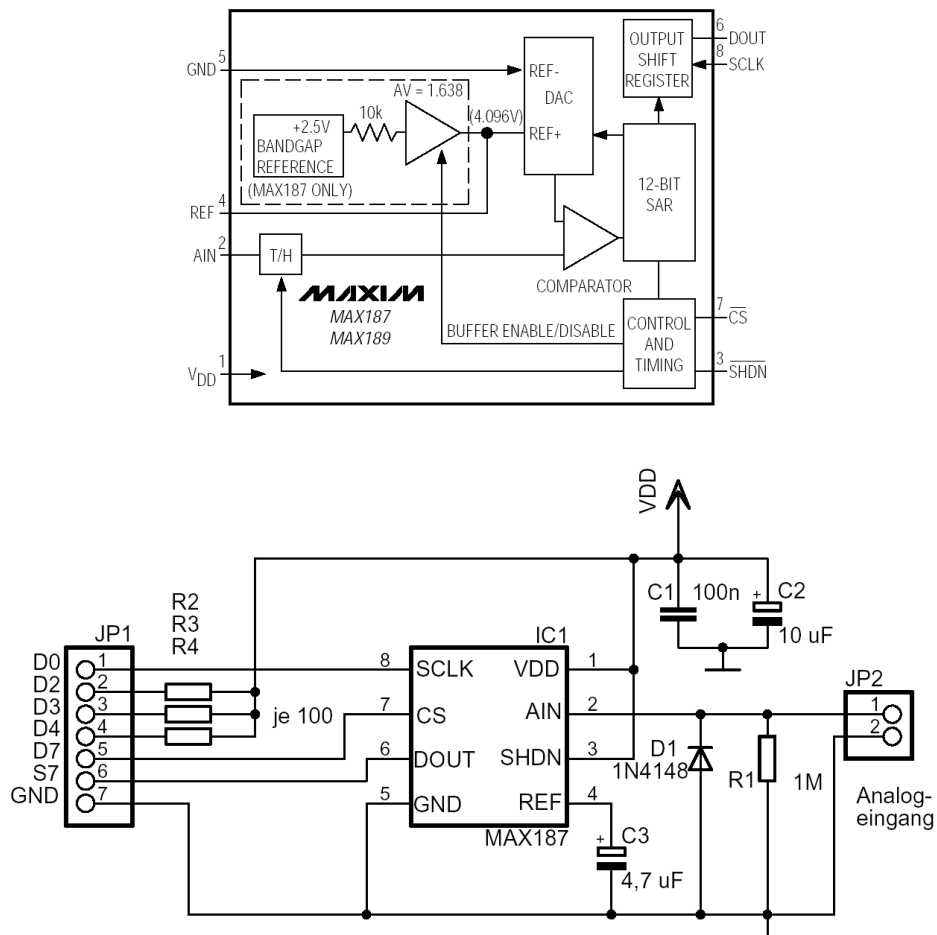 6
DOUT
8
SCLK
OUTPUT
SHIFT
REGISTER
GND 5
REF-
DAC
REF+
AV = 1.638
10k
(4.096V)
+2.5V
BANDGAP
REFERENCE
(MAX187 ONLY)
12-BIT
SAR
REF 4
AIN 2
T/H
COMPARATOR
MAXIM
MAX187
MAX189
BUFFER ENABLE/DISABLE
CONTROL
AND
TIMING
7
CS
3
SHDN
VDD 1
VDD
C1
100n
+
C2
10 uF
R2
R3
R4
JP1
D0 1
D2 2
D3 3
D4 4
D7 5
S7 6
GND 7
je 100
IC1
8 SCLK
7 CS
6 DOUT
5 GND
VDD 1
AIN 2
SHDN 3
REF 4
MAX187
+
C3
4,7 uF
D1
1N4148
R1
1M
JP2
1
2
Analog-
eingang